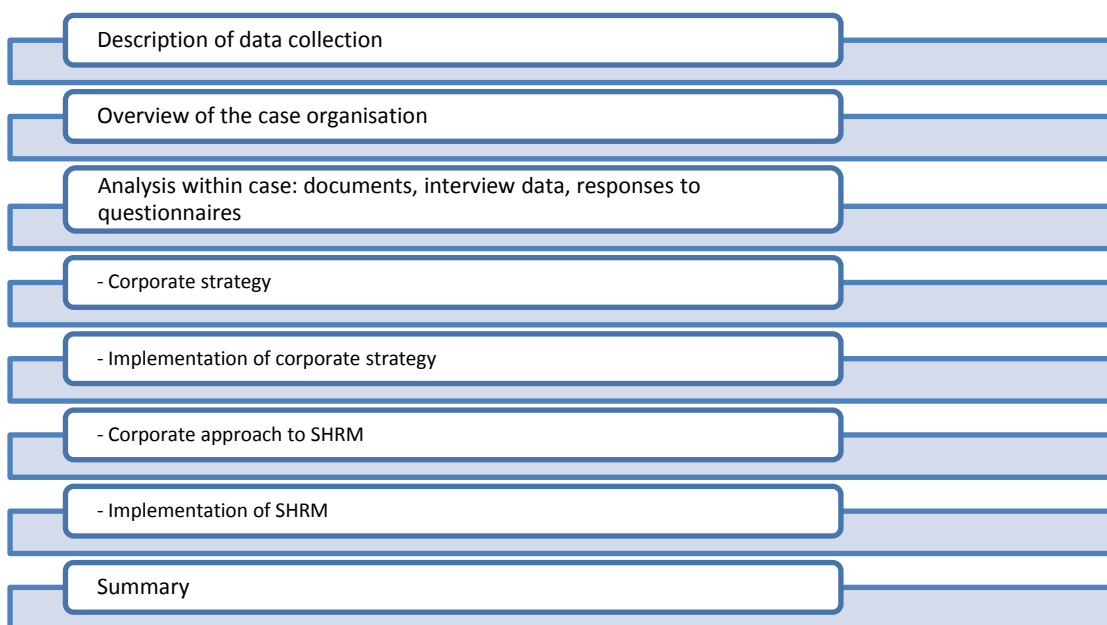 Description of data collection
Overview of the case organisation
Analysis within case: documents, interview data, responses to
questionnaires
- Corporate strategy
- Implementation of corporate strategy
- Corporate approach to SHRM
- Implementation of SHRM
Summary